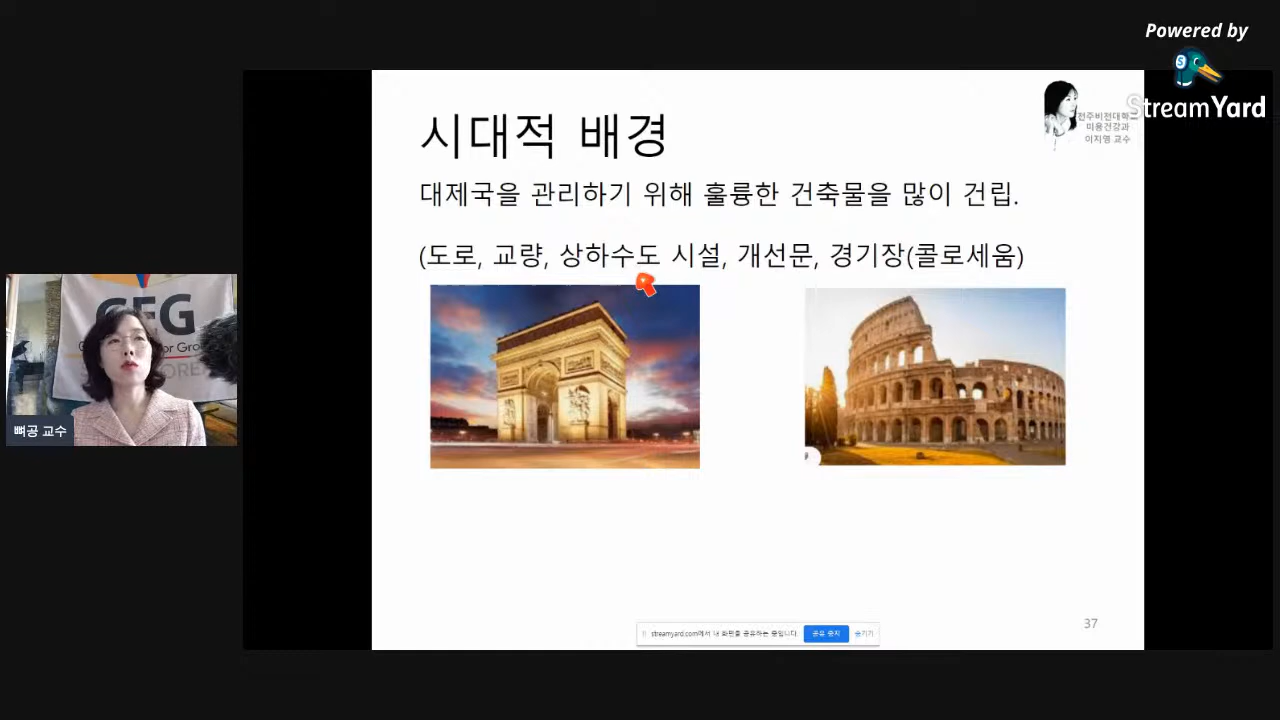 Powered by
StreamYard
시대적 배경
전주비전대학
미용건강과
이지영 교수
대제국을 관리하기 위해 훌륭한 건축물을 많이 건립.
(도로, 교량, 상하수도 시설, 개선문, 경기장(콜로세움)
GFG
뼈공 교수
37
streamyard.com에서 내 화면을 공유하는 중입니다.
공유 중지
숨기기